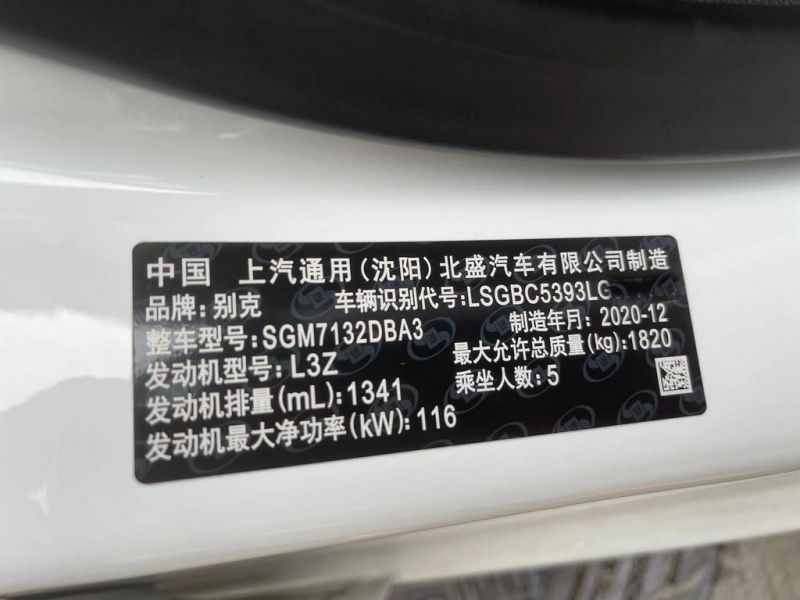 中国 上汽通用(沈阳)北盛汽车有限公司制造
品牌:别克 车辆识别代号:LSGBC5393LG
整车型号:SGM7132DBA3 制造年月:2020-12
发动机型号:L3Z 最大允许总质量(kg):1820
发动机排量(mL):1341 乘坐人数:5
发动机最大净功率(kW):116